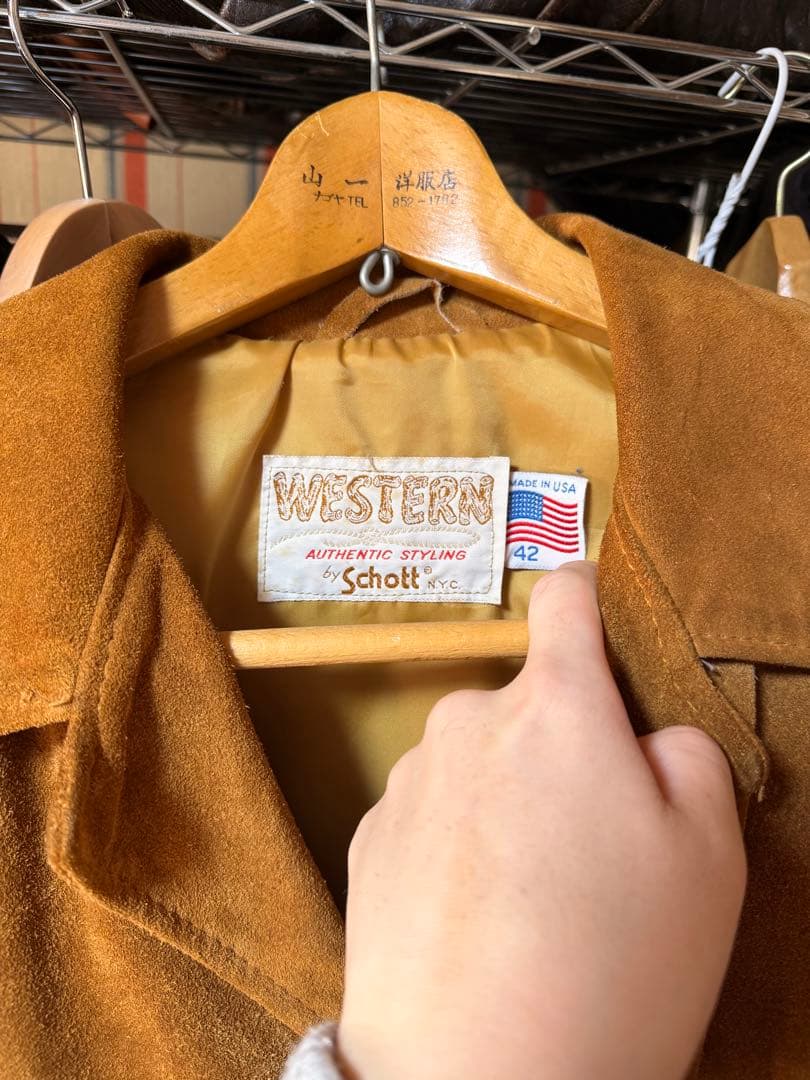 山一 洋服店
ナゴヤTEL 852-1792
WESTERN
AUTHENTIC STYLING
by Schott® N.Y.C.
MADE IN USA
42